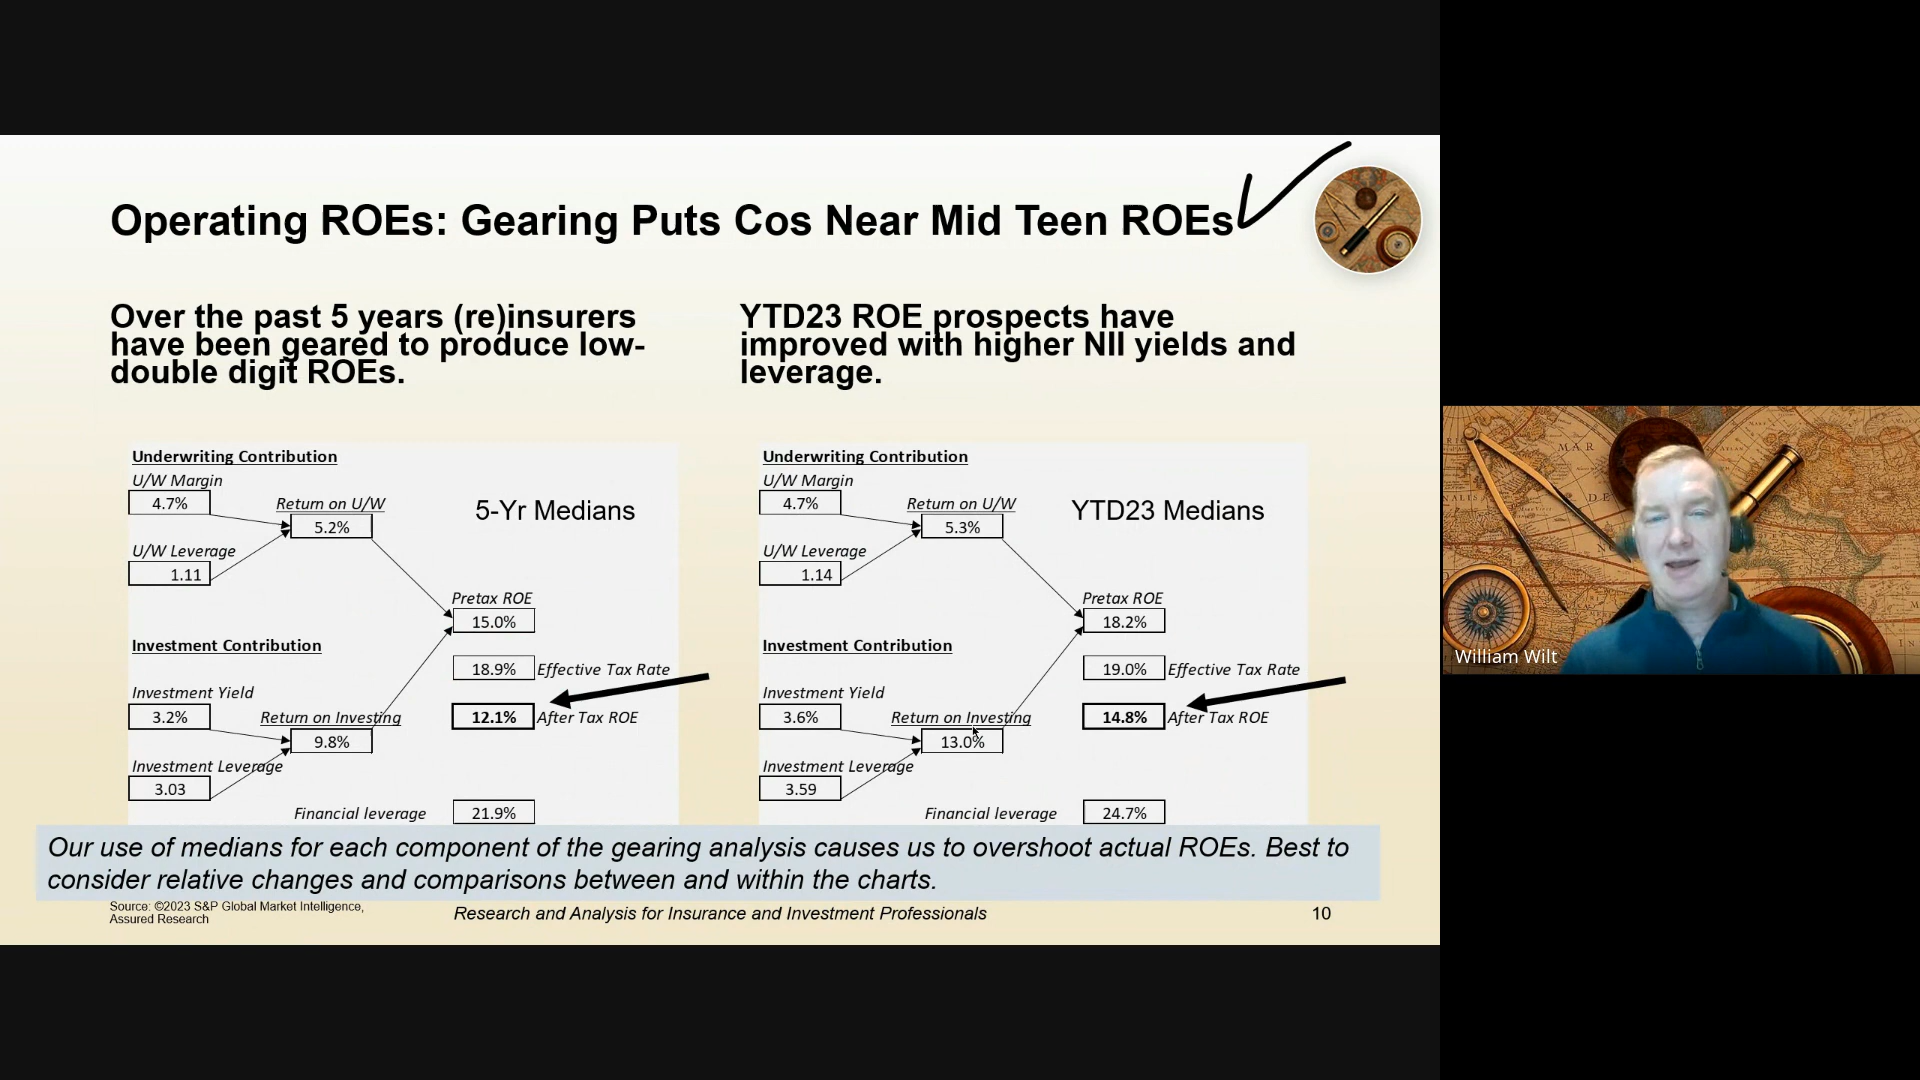 Operating ROEs: Gearing Puts Cos Near Mid Teen ROEs
Over the past 5 years (re)insurers
have been geared to produce low-
double digit ROEs.
YTD23 ROE prospects have
improved with higher NII yields and
leverage.
Underwriting Contribution
U/W Margin
4.7%
Return on U/W
5.2%
5-Yr Medians
U/W Leverage
1.11
Pretax ROE
15.0%
Investment Contribution
18.9% Effective Tax Rate
Investment Yield
3.2%
Return on Investing
12.1% After Tax ROE
9.8%
Investment Leverage
3.03
Financial leverage 21.9%
Underwriting Contribution
U/W Margin
4.7%
Return on U/W
5.3%
YTD23 Medians
U/W Leverage
1.14
Pretax ROE
18.2%
Investment Contribution
19.0% Effective Tax Rate
Investment Yield
3.6%
Return on Investing
14.8% After Tax ROE
13.0%
Investment Leverage
3.59
Financial leverage 24.7%
Our use of medians for each component of the gearing analysis causes us to overshoot actual ROEs. Best to
consider relative changes and comparisons between and within the charts.
Source: ©2023 S&P Global Market Intelligence,
Assured Research
Research and Analysis for Insurance and Investment Professionals
10
William Wilt